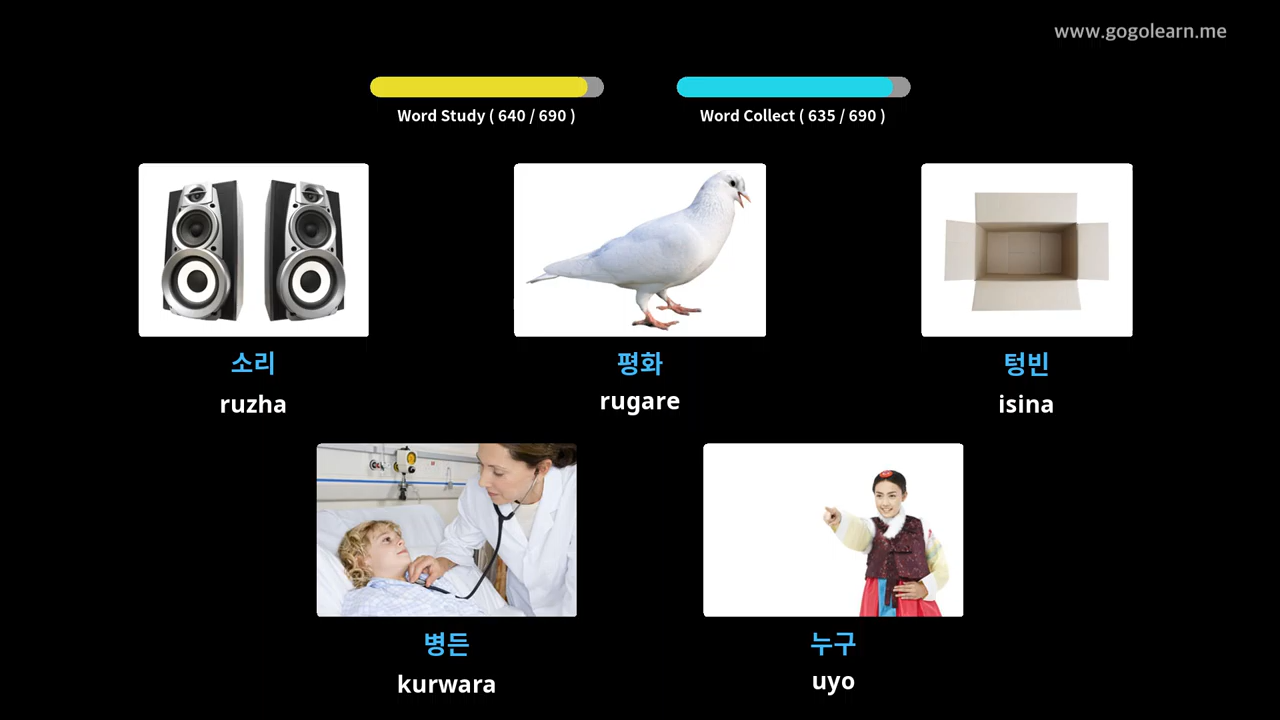 www.gogolearn.me
Word Study ( 640 / 690 )
Word Collect ( 635 / 690 )
소리
평화
텅빈
ruzha
rugare
isina
병든
누구
kurwara
uyo